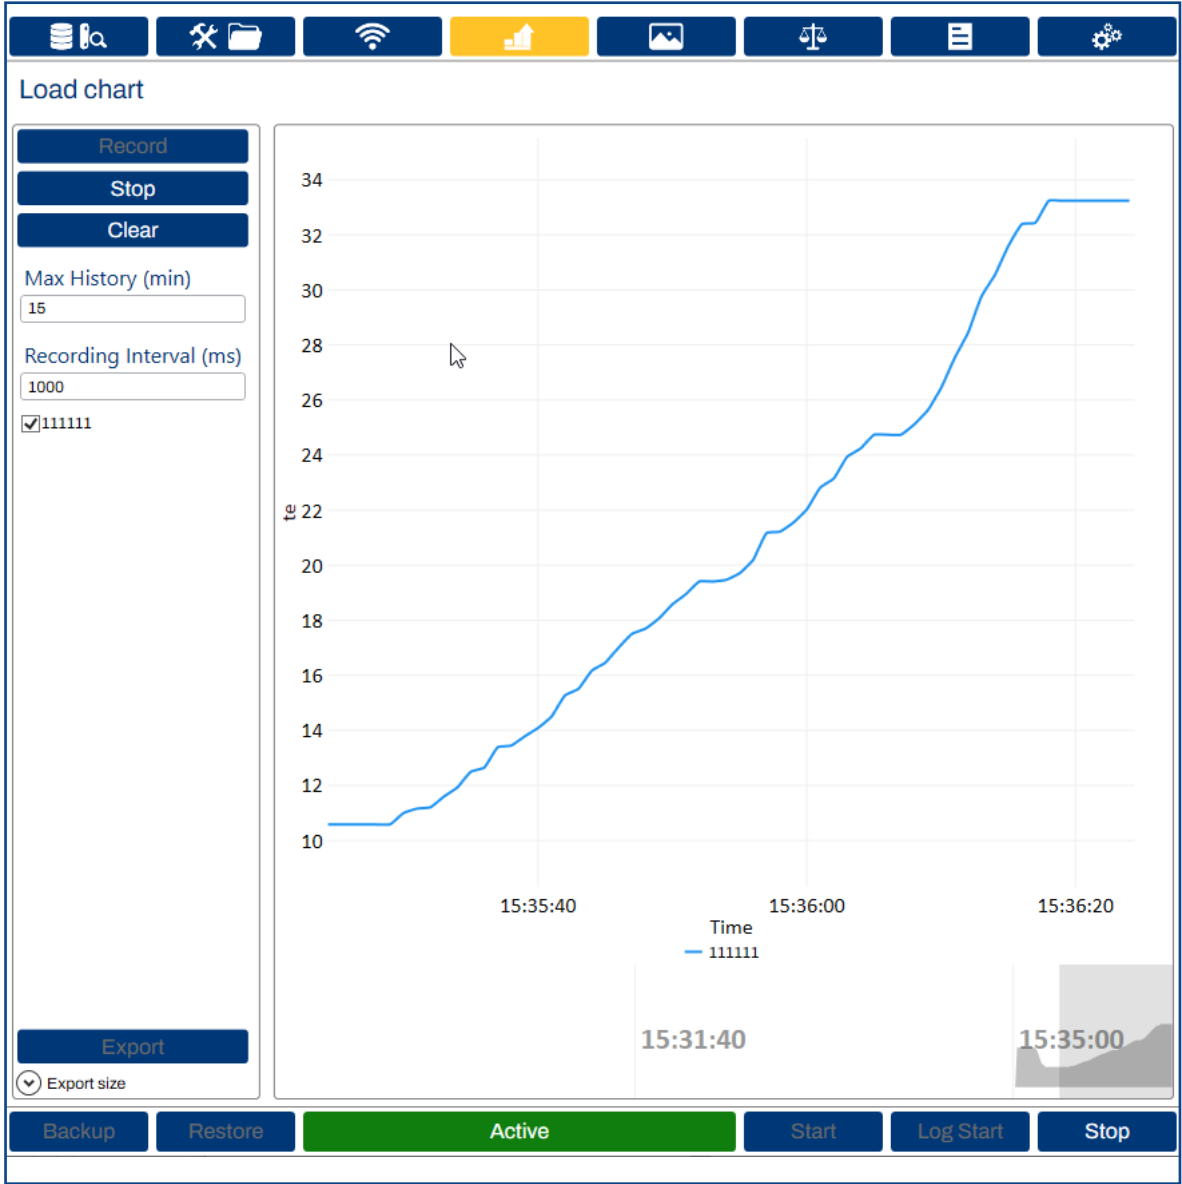 Load chart
Record
Stop
Clear
Max History (min)
15
Recording Interval (ms)
1000
111111
Export
Export size
34
32
30
28
26
24
te
22
20
18
16
14
12
10
15:35:40 15:36:00 15:36:20
Time
111111
15:31:40 15:35:00
Backup Restore Active Start Log Start Stop